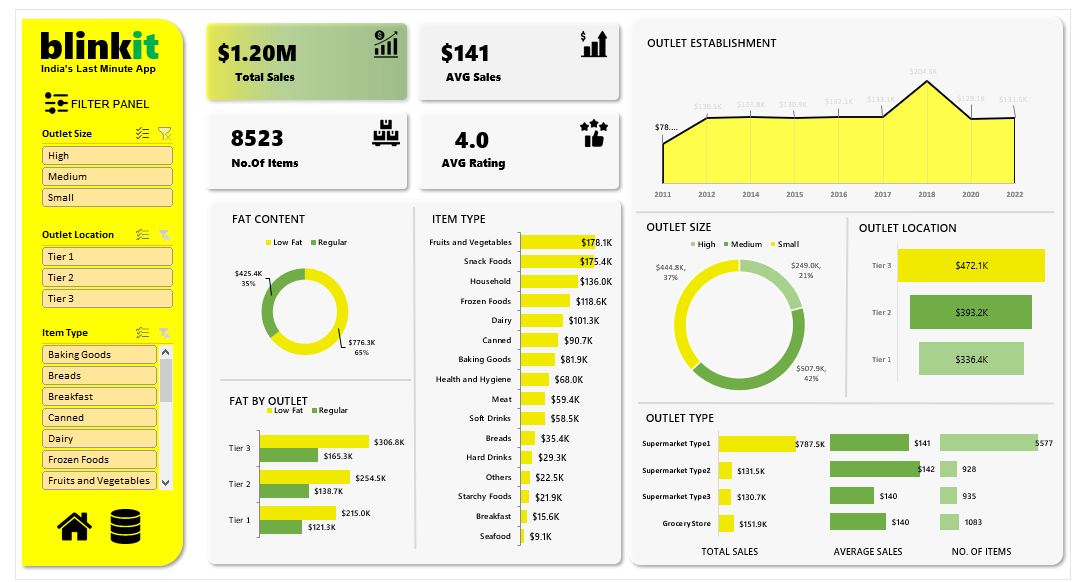 blinkit
India's Last Minute App
FILTER PANEL
Outlet Size
High
Medium
Small
Outlet Location
Tier 1
Tier 2
Tier 3
Item Type
Baking Goods
Breads
Breakfast
Canned
Dairy
Frozen Foods
Fruits and Vegetables
$1.20M
Total Sales
$141
AVG Sales
8523
No.Of Items
4.0
AVG Rating
FAT CONTENT
Low Fat Regular
$425.4K
35%
$776.3K
65%
FAT BY OUTLET
Low Fat Regular
Tier 3 $306.8K
$165.3K
Tier 2 $254.5K
$138.7K
Tier 1 $215.0K
$121.3K
ITEM TYPE
Fruits and Vegetables $178.1K
Snack Foods $175.4K
Household $136.0K
Frozen Foods $118.6K
Dairy $101.3K
Canned $90.7K
Baking Goods $81.9K
Health and Hygiene $68.0K
Meat $59.4K
Soft Drinks $58.5K
Breads $35.4K
Hard Drinks $29.3K
Others $22.5K
Starchy Foods $21.9K
Breakfast $15.6K
Seafood $9.1K
OUTLET ESTABLISHMENT
$78.... $130.5K $131.8K $130.9K $132.1K $133.1K $204.5K $129.1K $131.5K
2011 2012 2014 2015 2016 2017 2018 2020 2022
OUTLET SIZE
High Medium Small
$444.8K,
37%
$249.0K,
21%
$507.9K,
42%
OUTLET LOCATION
Tier 3 $472.1K
Tier 2 $393.2K
Tier 1 $336.4K
OUTLET TYPE
Supermarket Type1 $787.5K $141 5577
Supermarket Type2 $131.5K $142 928
Supermarket Type3 $130.7K $140 935
Grocery Store $151.9K $140 1083
TOTAL SALES AVERAGE SALES NO. OF ITEMS